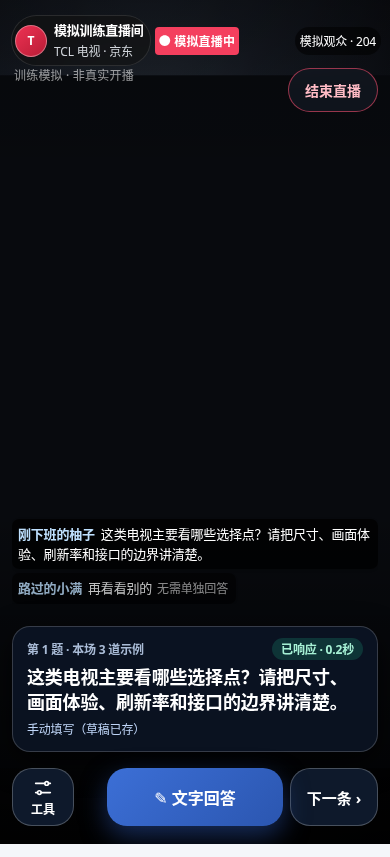 T
模拟训练直播间
TCL 电视 · 京东
模拟直播中
模拟观众 · 204
训练模拟 · 非真实开播
结束直播
刚下班的柚子 这类电视主要看哪些选择点？请把尺寸、画面体
验、刷新率和接口的边界讲清楚。
路过的小满 再看看别的 无需单独回答
第 1 题 · 本场 3 道示例
已响应 · 0.2秒
这类电视主要看哪些选择点？请把尺寸、
画面体验、刷新率和接口的边界讲清楚。
手动填写（草稿已存）
工具
✎ 文字回答
下一条 ›